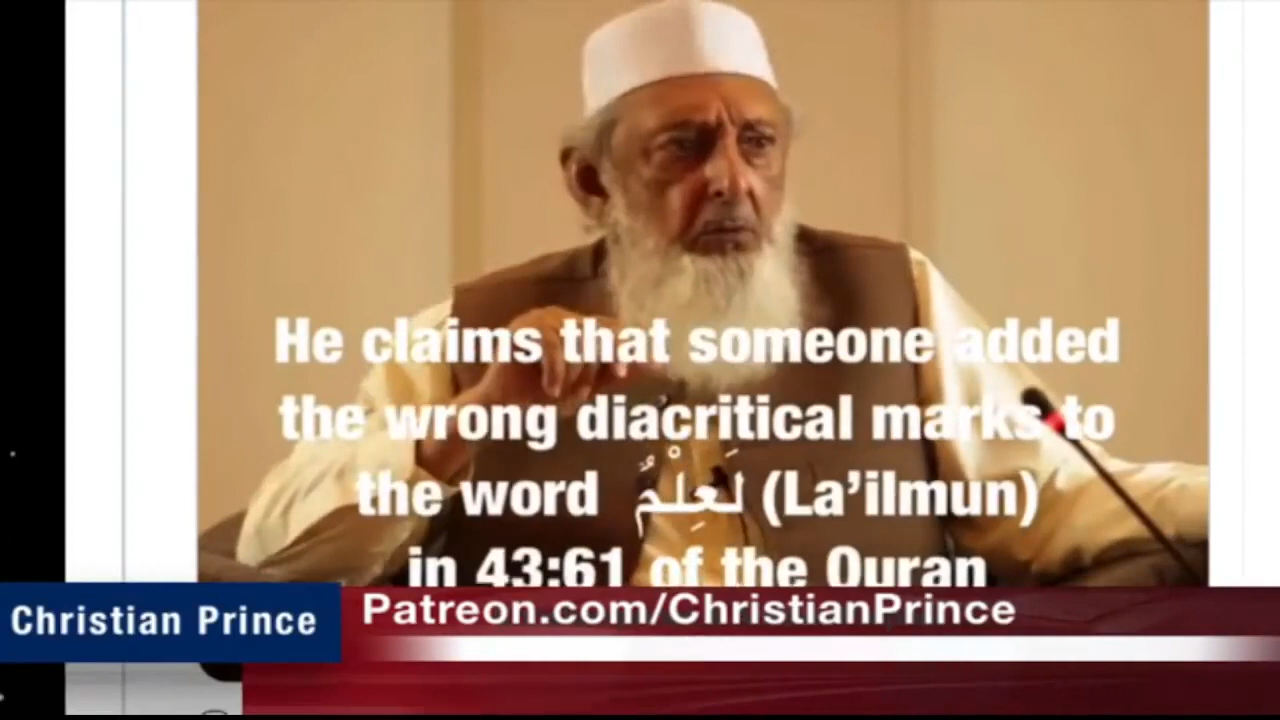 He claims that someone added
the wrong diacritical marks to
the word لَعِلْمٌ (La’ilmun)
in 43:61 of the Quran
Christian Prince
Patreon.com/ChristianPrince